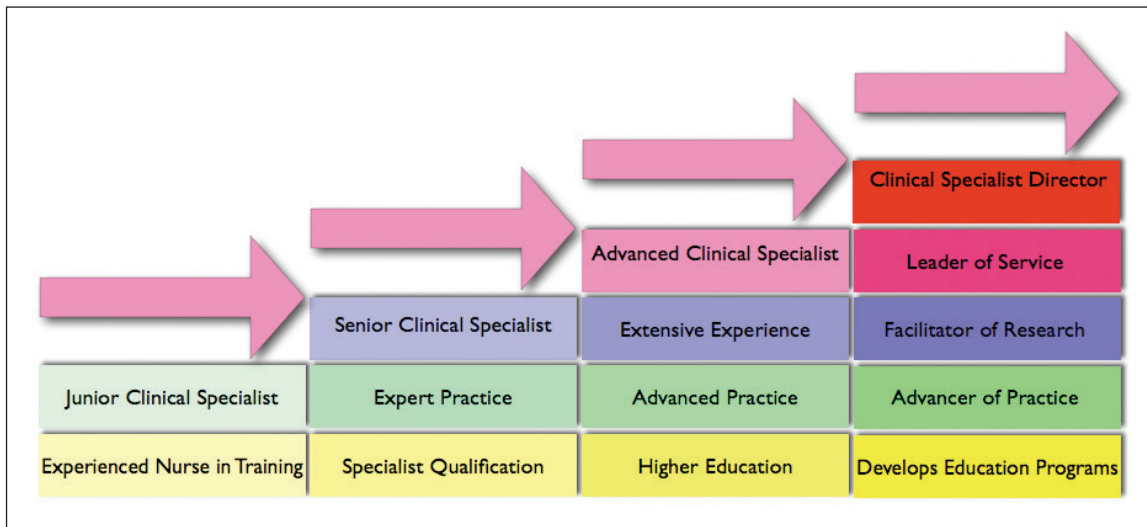 Clinical Specialist Director
Advanced Clinical Specialist
Leader of Service
Senior Clinical Specialist
Extensive Experience
Facilitator of Research
Junior Clinical Specialist
Expert Practice
Advanced Practice
Advancer of Practice
Experienced Nurse in Training
Specialist Qualification
Higher Education
Develops Education Programs